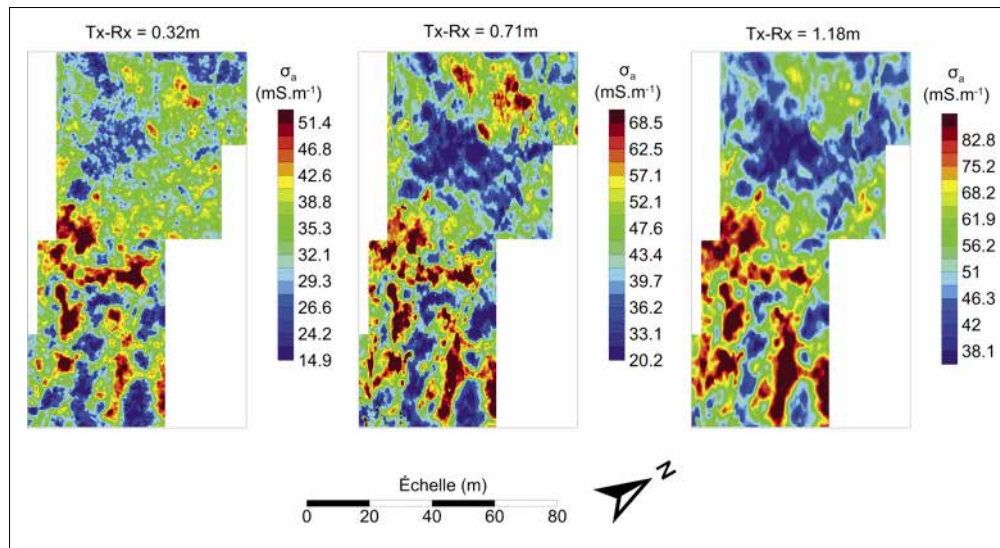 Tx-Rx = 0.32m
σa
(mS.m-1)
51.4
46.8
42.6
38.8
35.3
32.1
29.3
26.6
24.2
14.9
Tx-Rx = 0.71m
σa
(mS.m-1)
68.5
62.5
57.1
52.1
47.6
43.4
39.7
36.2
33.1
20.2
Tx-Rx = 1.18m
σa
(mS.m-1)
82.8
75.2
68.2
61.9
56.2
51
46.3
42
38.1
Échelle (m)
0 20 40 60 80
N